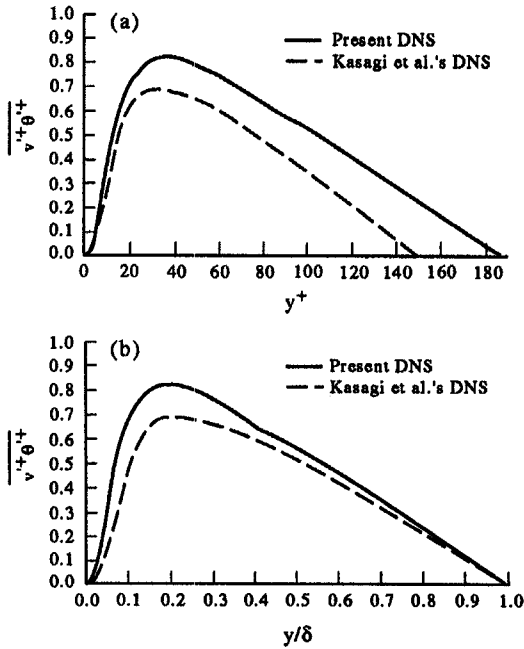 (a)
Present DNS
Kasagi et al.'s DNS
1.0
0.9
0.8
0.7
0.6
0.5
0.4
0.3
0.2
0.1
0.0
v'+θ'+
0 20 40 60 80 100 120 140 160 180
y+
(b)
Present DNS
Kasagi et al.'s DNS
1.0
0.9
0.8
0.7
0.6
0.5
0.4
0.3
0.2
0.1
0.0
v'+θ'+
0.0 0.1 0.2 0.3 0.4 0.5 0.6 0.7 0.8 0.9 1.0
y/δ